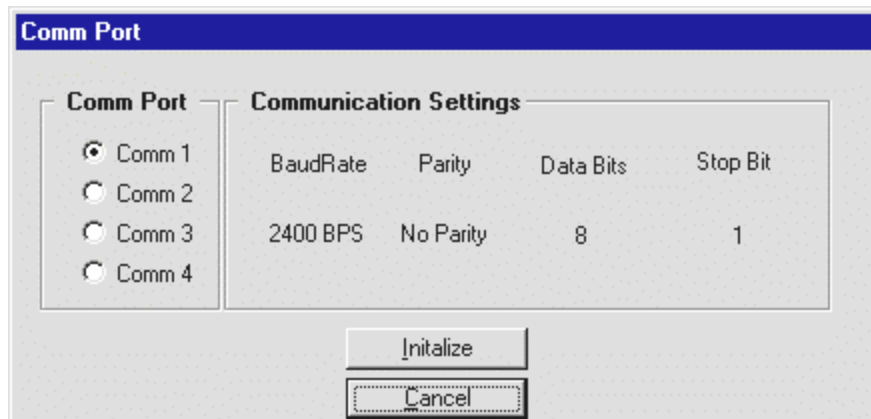 Comm Port
Comm Port
Communication Settings
Comm 1
Comm 2
Comm 3
Comm 4
BaudRate Parity Data Bits Stop Bit
2400 BPS No Parity 8 1
Initalize
Cancel